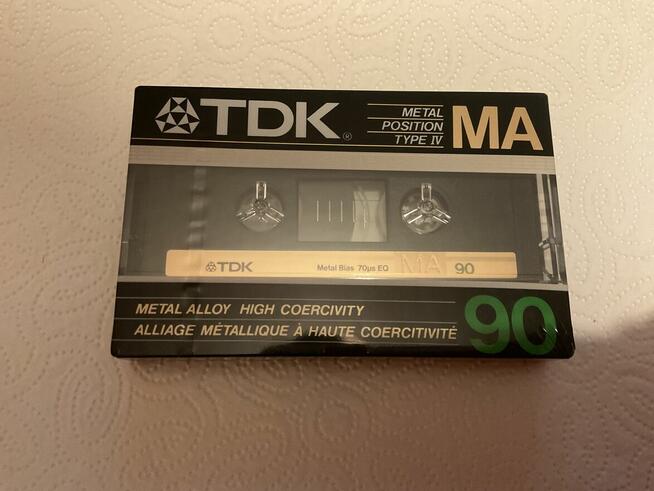 TDK ®
METAL
POSITION
TYPE IV
MA
TDK Metal Bias 70μs EQ MA 90
METAL ALLOY HIGH COERCIVITY
ALLIAGE MÉTALLIQUE À HAUTE COERCITIVITÉ
90